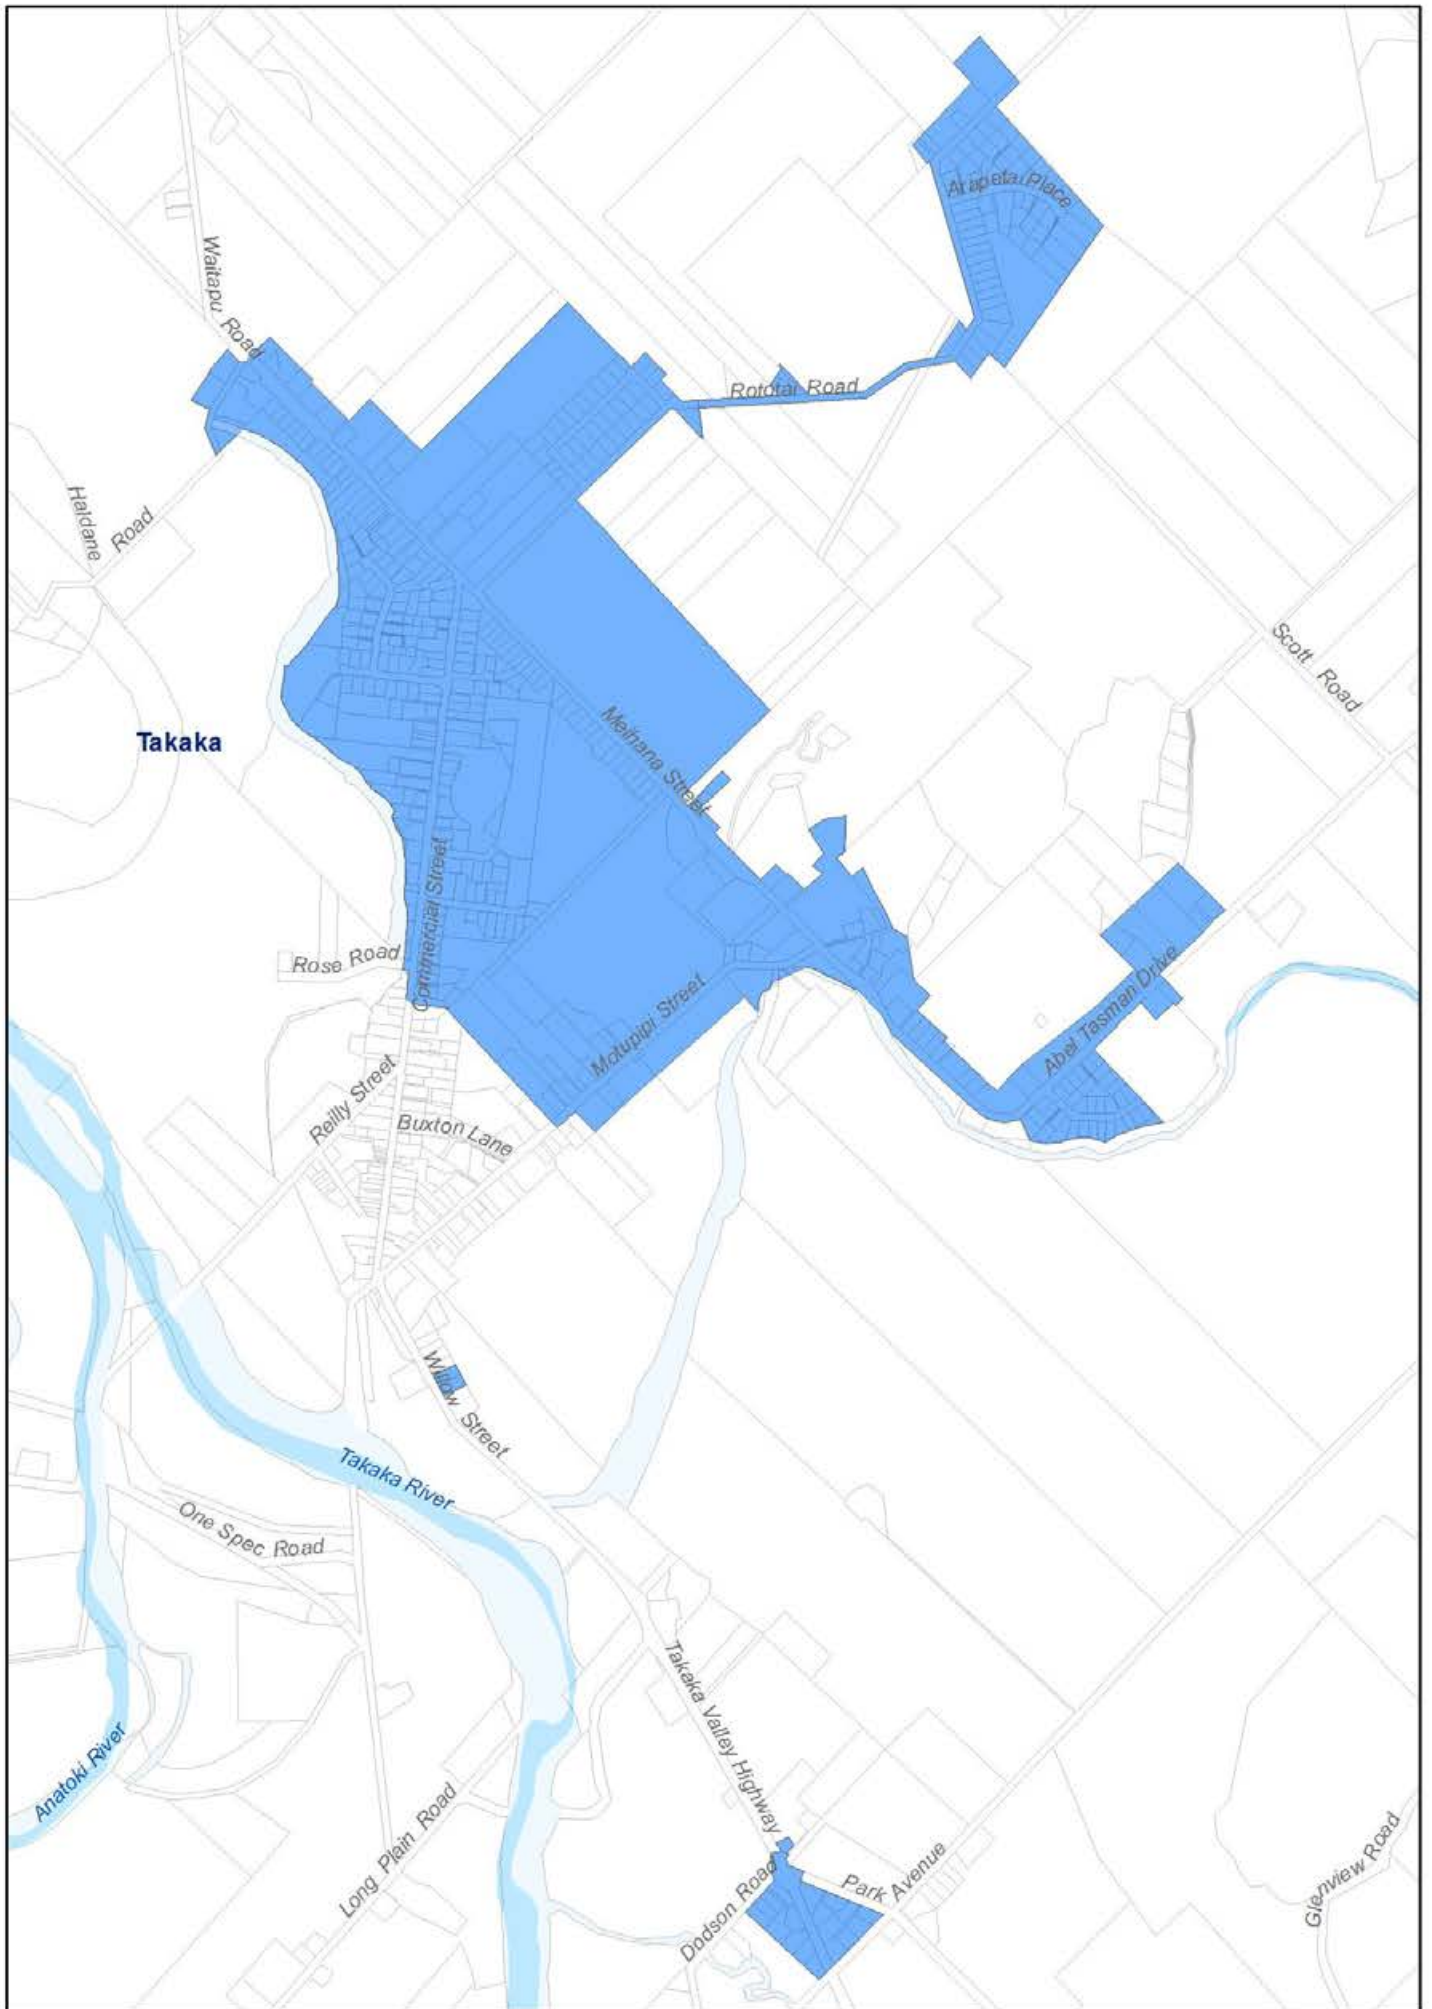 Arapeta Place
Waitapu Road
Rototai Road
Haldane
Road
Scott Road
Takaka
Meihana Street
Commercial Street
Rose Road
Motupipi Street
Abel Tasman Drive
Reilly Street
Buxton Lane
Willow Street
Takaka River
One Spec Road
Takaka Valley Highway
Anatoki River
Long Plain Road
Park Avenue
Dodson Road
Glenview Road